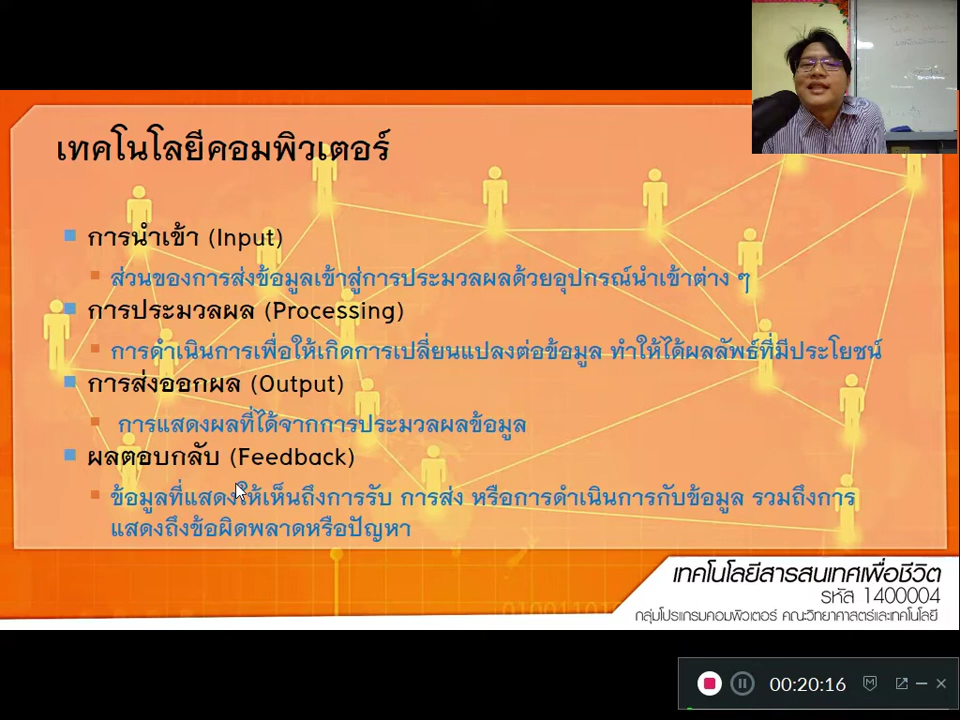 เทคโนโลยีคอมพิวเตอร์
การนำเข้า (Input)
ส่วนของการส่งข้อมูลเข้าสู่การประมวลผลด้วยอุปกรณ์นำเข้าต่าง ๆ
การประมวลผล (Processing)
การดำเนินการเพื่อให้เกิดการเปลี่ยนแปลงต่อข้อมูล ทำให้ได้ผลลัพธ์ที่มีประโยชน์
การส่งออกผล (Output)
การแสดงผลที่ได้จากการประมวลผลข้อมูล
ผลตอบกลับ (Feedback)
ข้อมูลที่แสดงให้เห็นถึงการรับ การส่ง หรือการดำเนินการกับข้อมูล รวมถึงการ
แสดงถึงข้อผิดพลาดหรือปัญหา
เทคโนโลยีสารสนเทศเพื่อชีวิต
รหัส 1400004
กลุ่มโปรแกรมคอมพิวเตอร์ คณะวิทยาศาสตร์และเทคโนโลยี
00:20:16